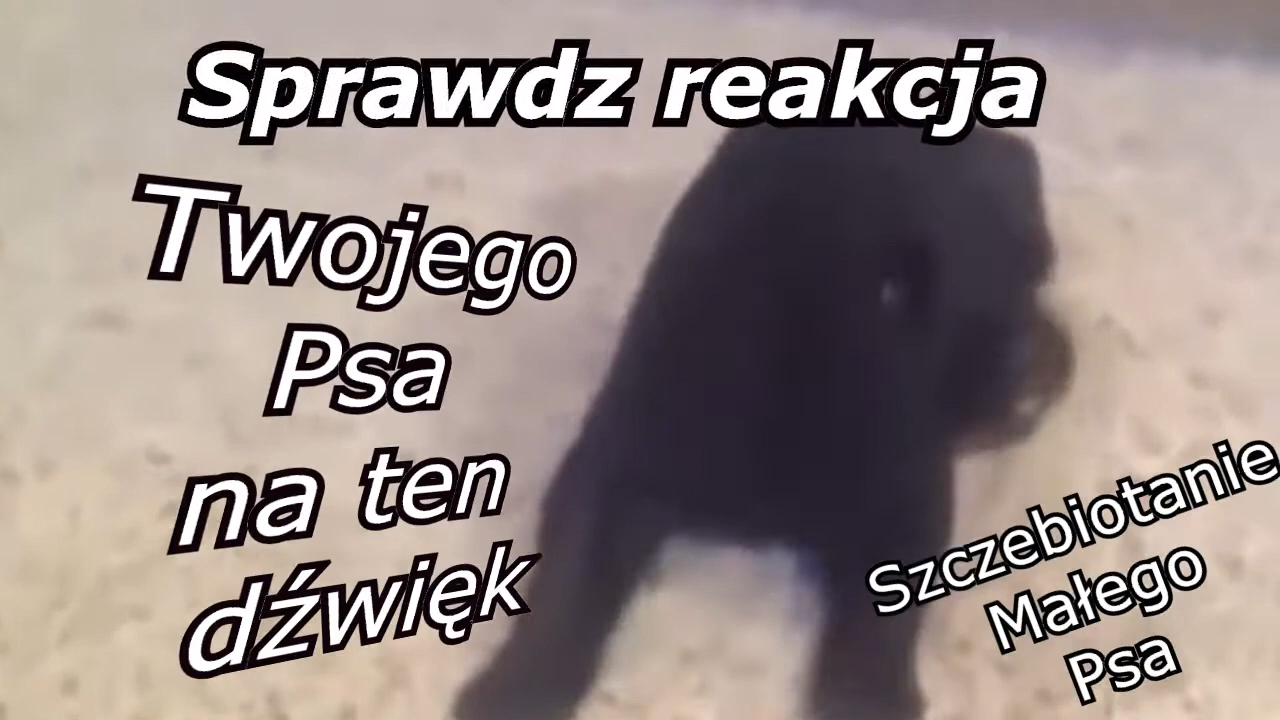 Sprawdz reakcja
Twojego
Psa
na ten
dźwięk
Szczebiotanie
Małego
Psa